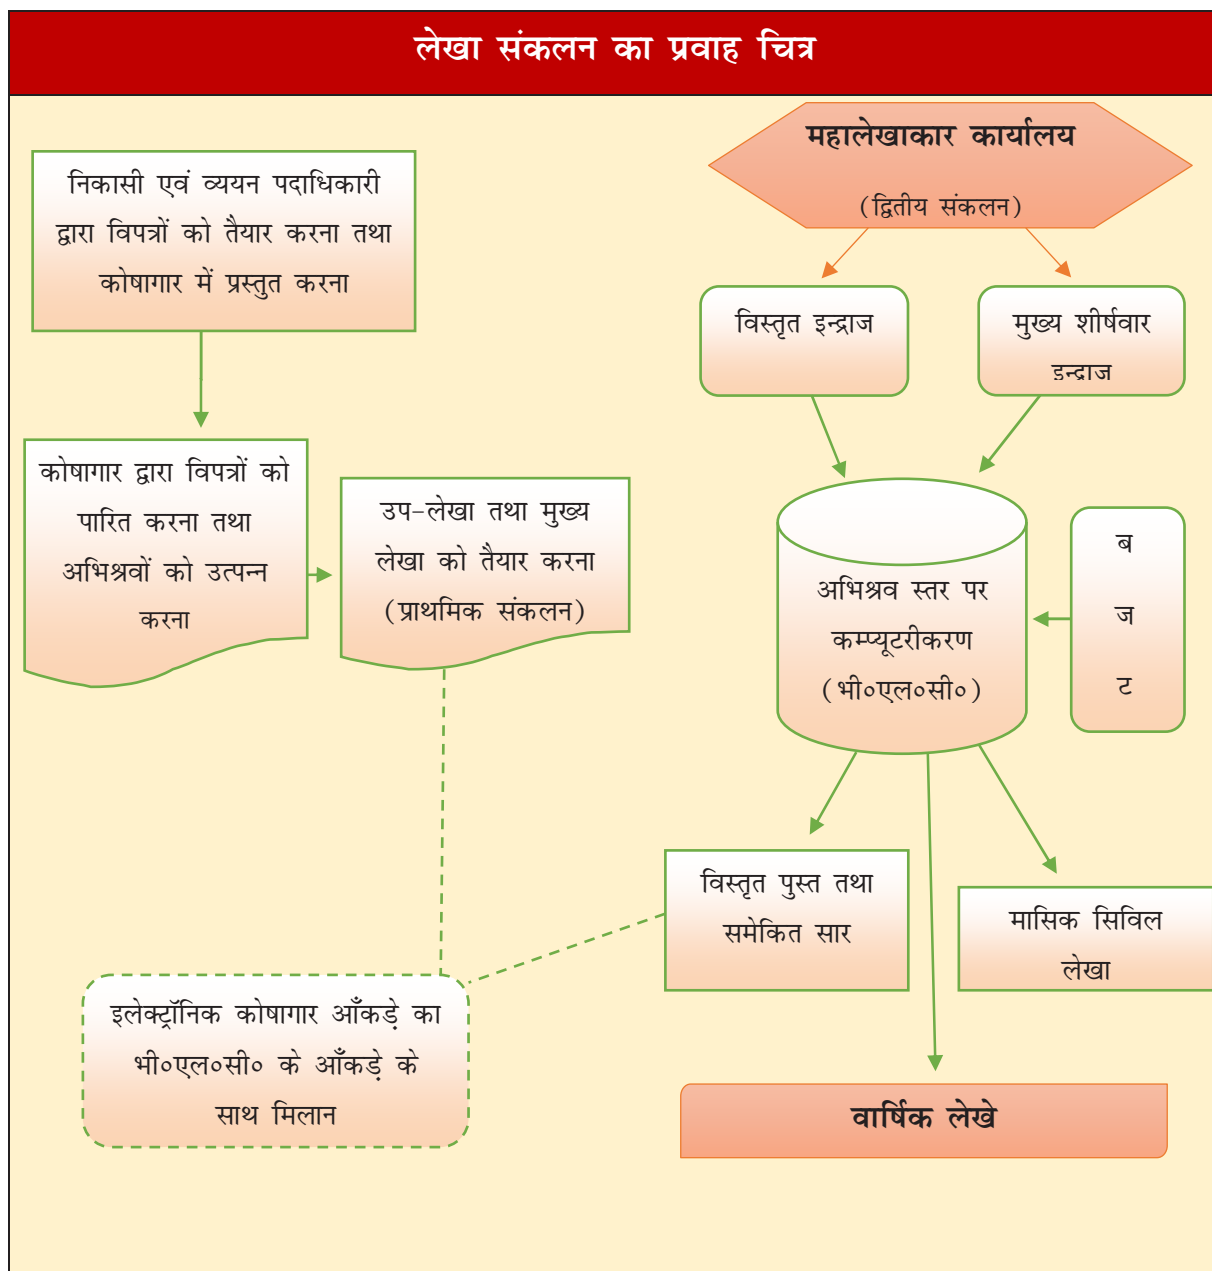 लेखा संकलन का प्रवाह चित्र
निकासी एवं व्ययन पदाधिकारी
द्वारा विपत्रों को तैयार करना तथा
कोषागार में प्रस्तुत करना
कोषागार द्वारा विपत्रों को
पारित करना तथा
अभिश्रवों को उत्पन्न
करना
उप-लेखा तथा मुख्य
लेखा को तैयार करना
(प्राथमिक संकलन)
महालेखाकार कार्यालय
(द्वितीय संकलन)
विस्तृत इन्द्राज
मुख्य शीर्षवार
इन्द्राज
अभिश्रव स्तर पर
कम्प्यूटरीकरण
(भी०एल०सी०)
ब
ज
ट
विस्तृत पुस्त तथा
समेकित सार
मासिक सिविल
लेखा
इलेक्ट्रॉनिक कोषागार आँकड़े का
भी०एल०सी० के आँकड़े के
साथ मिलान
वार्षिक लेखे